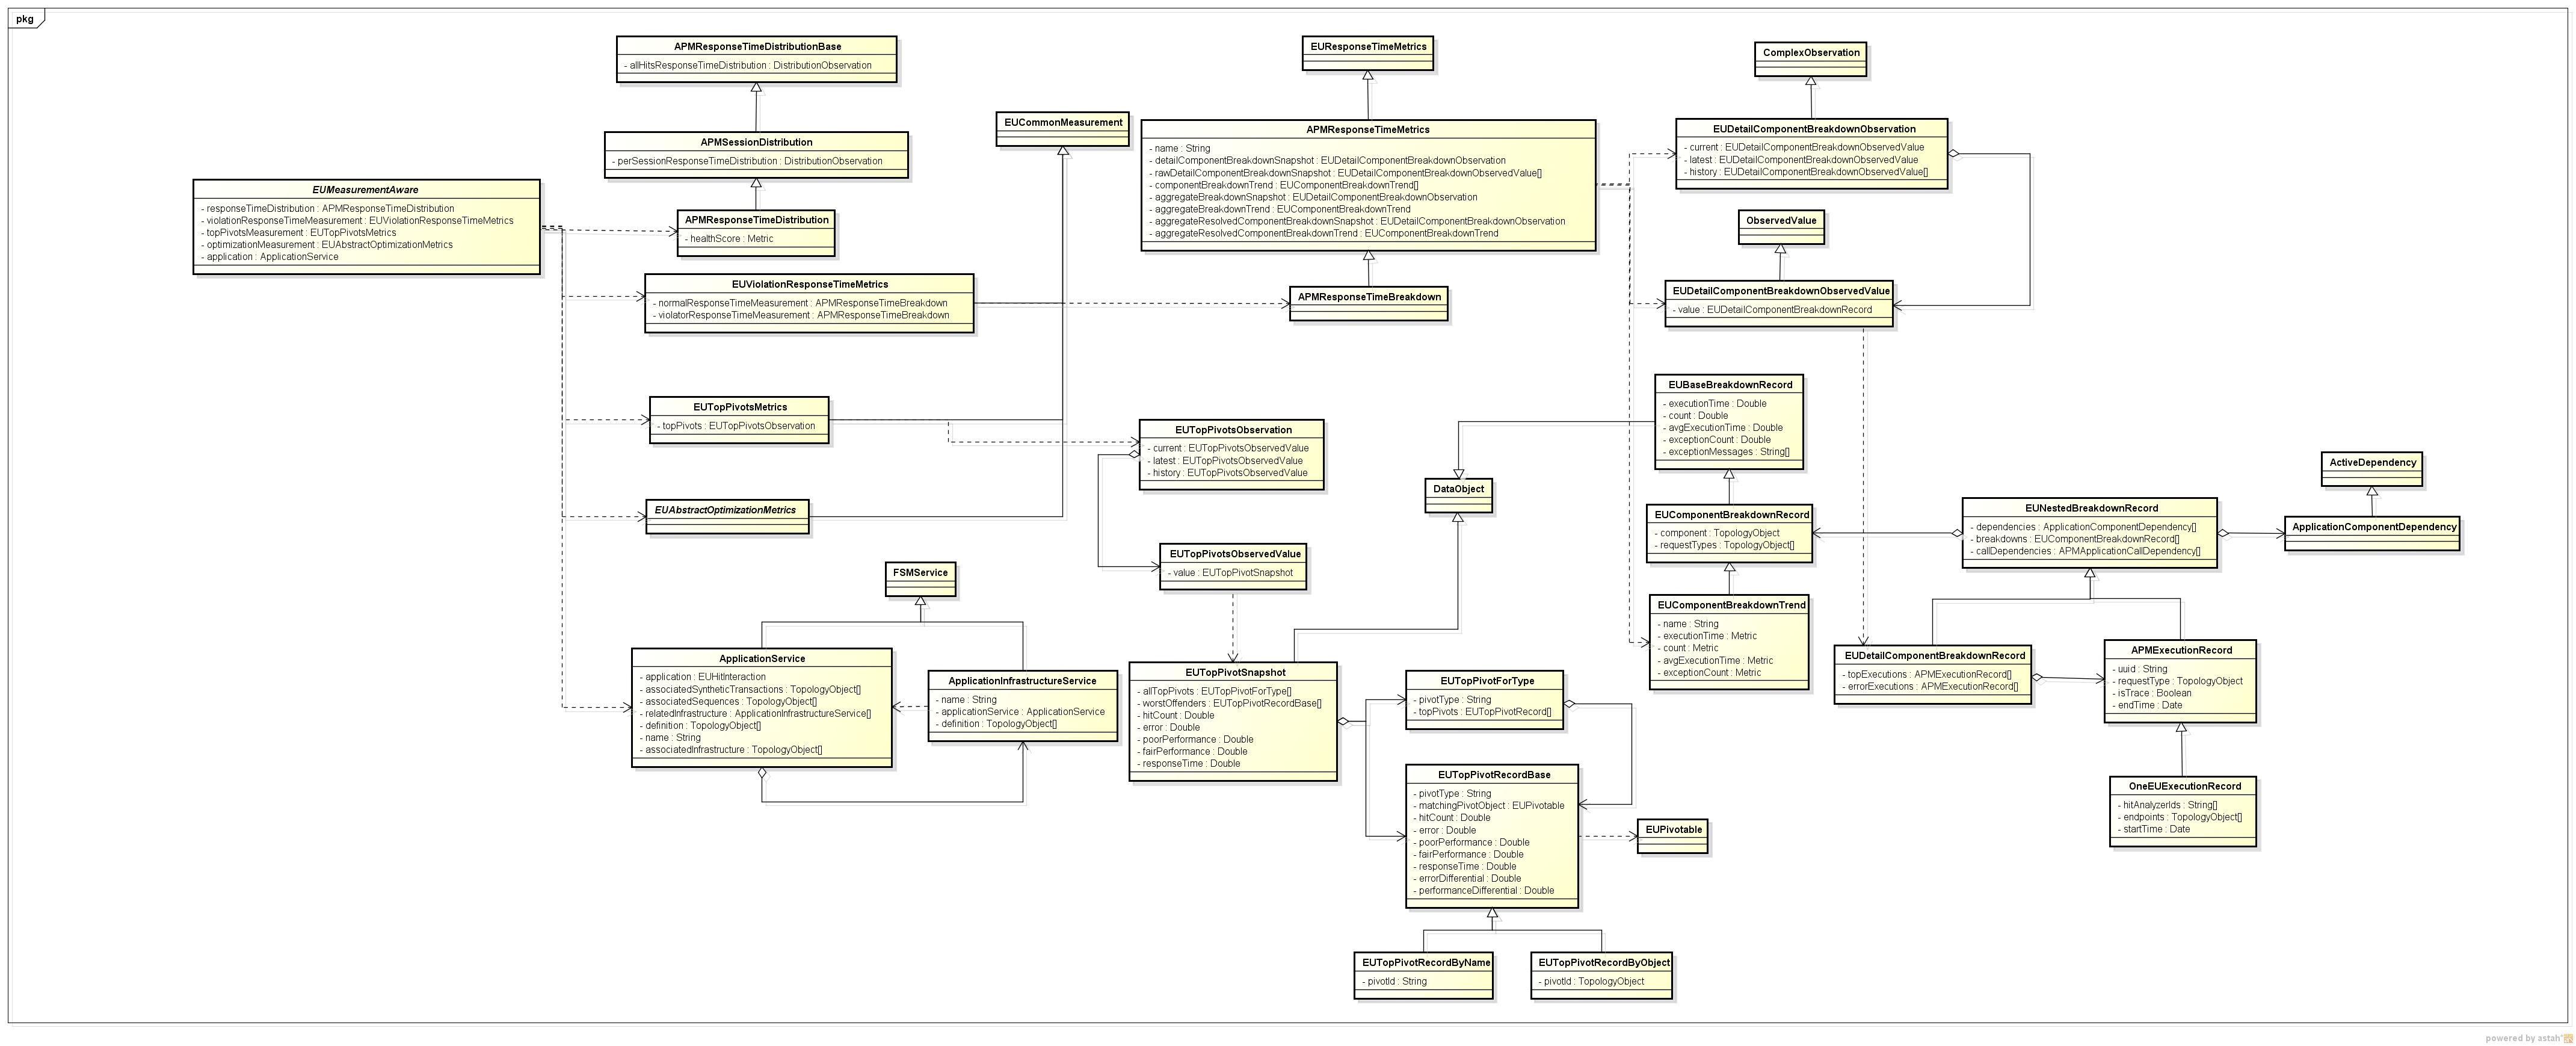 pkg
APMResponseTimeDistributionBase
- allHitsResponseTimeDistribution : DistributionObservation
APMSessionDistribution
- perSessionResponseTimeDistribution : DistributionObservation
APMResponseTimeDistribution
- healthScore : Metric
EUMeasurementAware
- responseTimeDistribution : APMResponseTimeDistribution
- violationResponseTimeMeasurement : EUViolationResponseTimeMetrics
- topPivotsMeasurement : EUTopPivotsMetrics
- optimizationMeasurement : EUAbstractOptimizationMetrics
- application : ApplicationService
EUViolationResponseTimeMetrics
- normalResponseTimeMeasurement : APMResponseTimeBreakdown
- violatorResponseTimeMeasurement : APMResponseTimeBreakdown
EUTopPivotsMetrics
- topPivots : EUTopPivotsObservation
EUAbstractOptimizationMetrics
EUCommonMeasurement
EUResponseTimeMetrics
APMResponseTimeMetrics
- name : String
- detailComponentBreakdownSnapshot : EUDetailComponentBreakdownObservation
- rawDetailComponentBreakdownSnapshot : EUDetailComponentBreakdownObservedValue[]
- componentBreakdownTrend : EUComponentBreakdownTrend[]
- aggregateBreakdownSnapshot : EUDetailComponentBreakdownObservation
- aggregateBreakdownTrend : EUComponentBreakdownTrend
- aggregateResolvedComponentBreakdownSnapshot : EUDetailComponentBreakdownObservation
- aggregateResolvedComponentBreakdownTrend : EUComponentBreakdownTrend
APMResponseTimeBreakdown
ComplexObservation
EUDetailComponentBreakdownObservation
- current : EUDetailComponentBreakdownObservedValue
- latest : EUDetailComponentBreakdownObservedValue
- history : EUDetailComponentBreakdownObservedValue[]
ObservedValue
EUDetailComponentBreakdownObservedValue
- value : EUDetailComponentBreakdownRecord
EUBaseBreakdownRecord
- executionTime : Double
- count : Double
- avgExecutionTime : Double
- exceptionCount : Double
- exceptionMessages : String[]
EUTopPivotsObservation
- current : EUTopPivotsObservedValue
- latest : EUTopPivotsObservedValue
- history : EUTopPivotsObservedValue
DataObject
EUComponentBreakdownRecord
- component : TopologyObject
- requestTypes : TopologyObject[]
EUNestedBreakdownRecord
- dependencies : ApplicationComponentDependency[]
- breakdowns : EUComponentBreakdownRecord[]
- callDependencies : APMApplicationCallDependency[]
ActiveDependency
ApplicationComponentDependency
EUTopPivotsObservedValue
- value : EUTopPivotSnapshot
EUComponentBreakdownTrend
- name : String
- executionTime : Metric
- count : Metric
- avgExecutionTime : Metric
- exceptionCount : Metric
EUDetailComponentBreakdownRecord
- topExecutions : APMExecutionRecord[]
- errorExecutions : APMExecutionRecord[]
APMExecutionRecord
- uuid : String
- requestType : TopologyObject
- isTrace : Boolean
- endTime : Date
OneEUExecutionRecord
- hitAnalyzerIds : String[]
- endpoints : TopologyObject[]
- startTime : Date
FSMService
ApplicationService
- application : EUHitInteraction
- associatedSyntheticTransactions : TopologyObject[]
- associatedSequences : TopologyObject[]
- relatedInfrastructure : ApplicationInfrastructureService[]
- definition : TopologyObject[]
- name : String
- associatedInfrastructure : TopologyObject[]
ApplicationInfrastructureService
- name : String
- applicationService : ApplicationService
- definition : TopologyObject[]
EUTopPivotSnapshot
- allTopPivots : EUTopPivotForType[]
- worstOffenders : EUTopPivotRecordBase[]
- hitCount : Double
- error : Double
- poorPerformance : Double
- fairPerformance : Double
- responseTime : Double
EUTopPivotForType
- pivotType : String
- topPivots : EUTopPivotRecord[]
EUTopPivotRecordBase
- pivotType : String
- matchingPivotObject : EUPivotable
- hitCount : Double
- error : Double
- poorPerformance : Double
- fairPerformance : Double
- responseTime : Double
- errorDifferential : Double
- performanceDifferential : Double
EUPivotable
EUTopPivotRecordByName
- pivotId : String
EUTopPivotRecordByObject
- pivotId : TopologyObject
powered by astah*